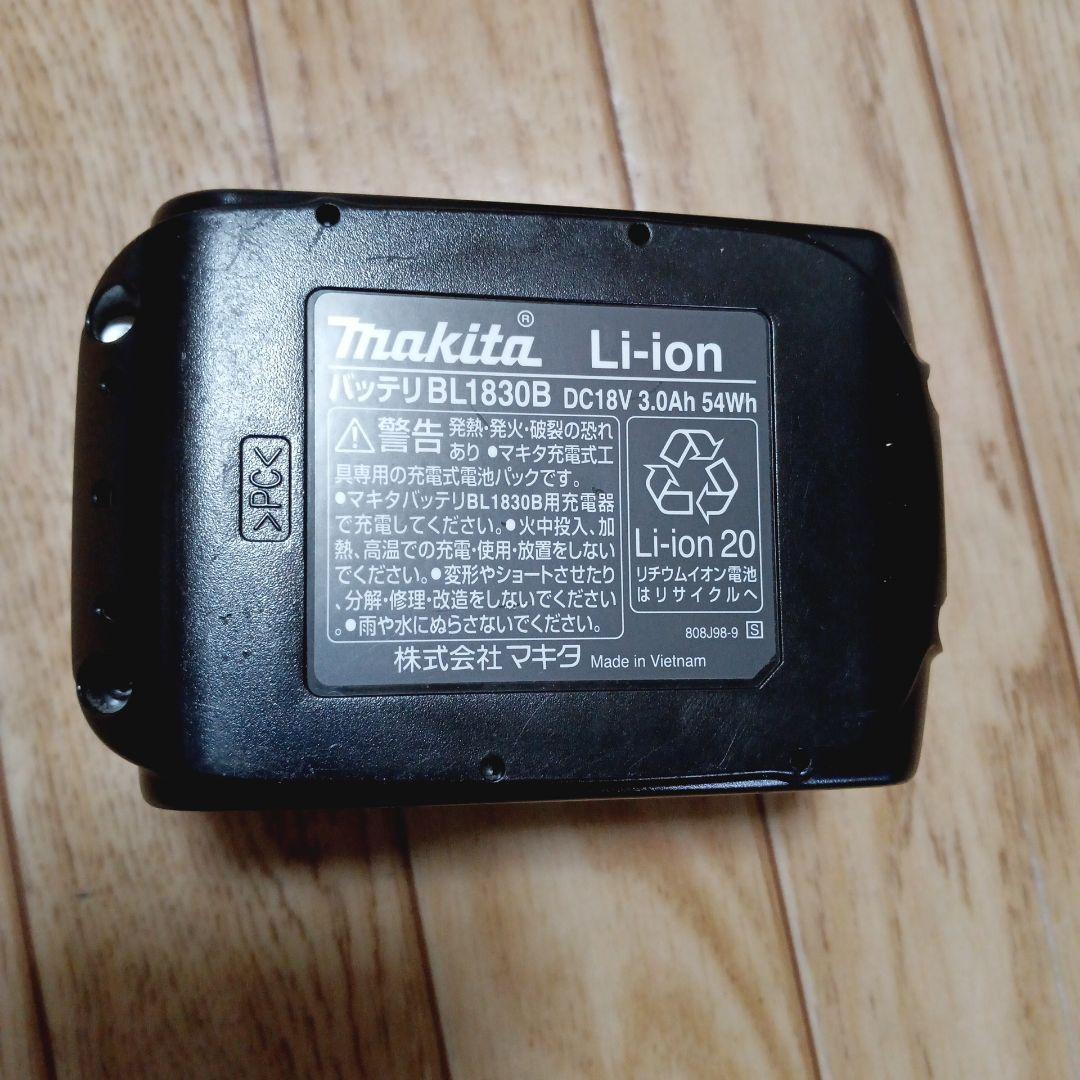 makita® Li-ion
バッテリ BL1830B DC18V 3.0Ah 54Wh
警告 発熱・発火・破裂の恐れ
あり ●マキタ充電式工
具専用の充電式電池パックです。
●マキタバッテリBL1830B用充電器
で充電してください。●火中投入、加
熱、高温での充電・使用・放置をしない
でください。●変形やショートさせたり
、分解・修理・改造をしないでください
。●雨や水にぬらさないでください。
Li-ion 20
リチウムイオン電池
はリサイクルへ
808J98-9 S
株式会社マキタ Made in Vietnam
>PC<